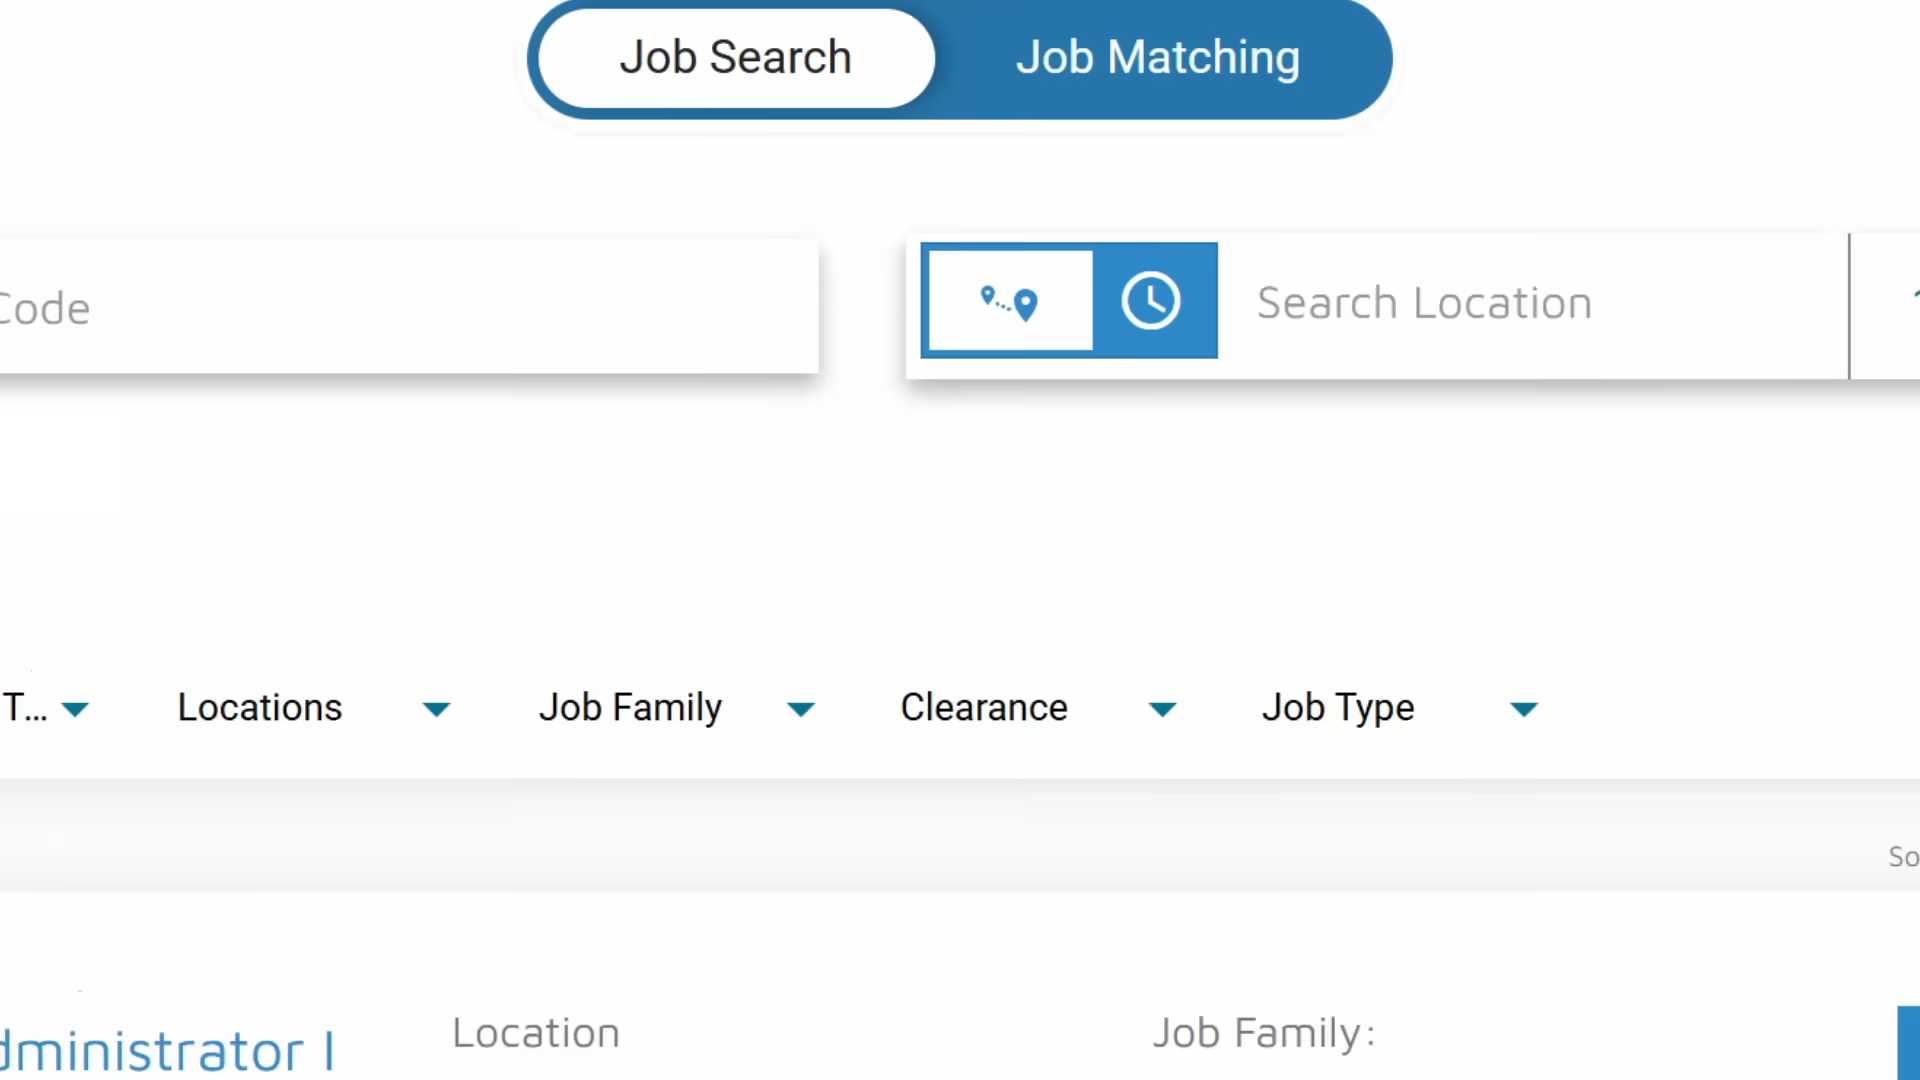 Job Search Job Matching
Code Search Location
T... Locations Job Family Clearance Job Type
So
dministrator I Location Job Family: